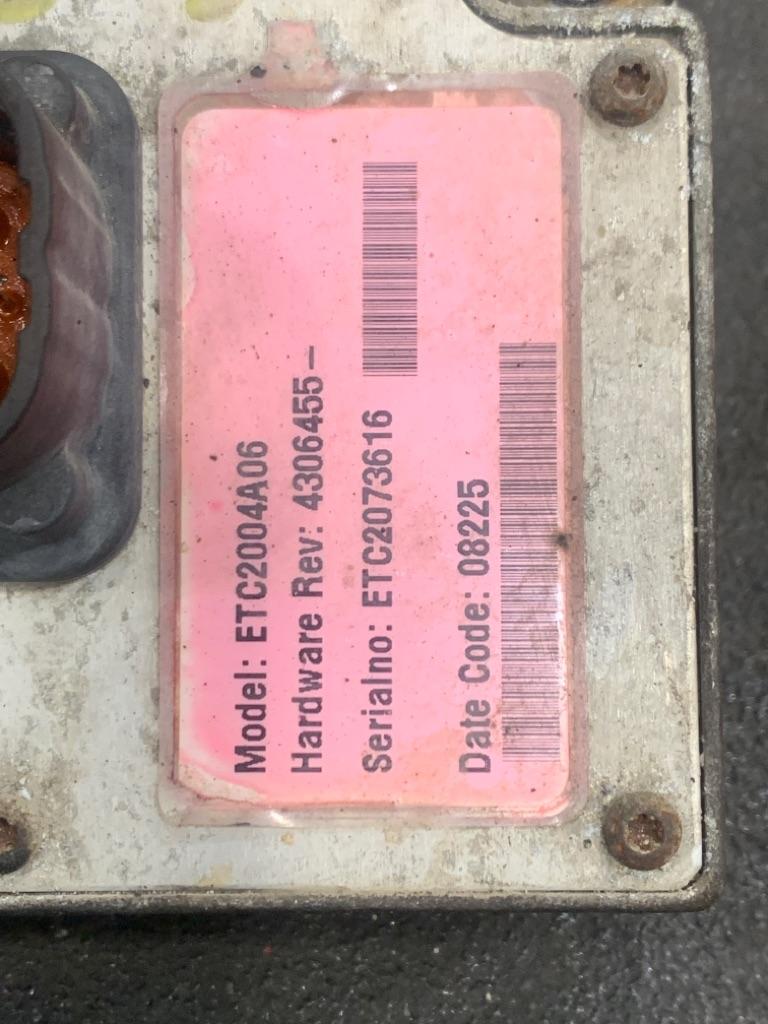 Model: ETC2004A06
Hardware Rev: 4306455–
Serialno: ETC2073616
Date Code: 08225